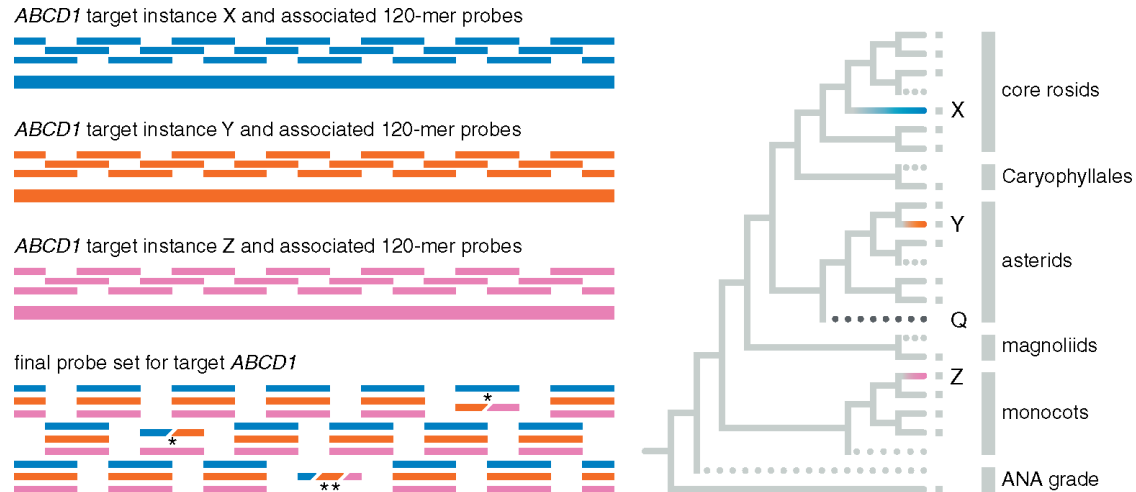 ABCD1 target instance X and associated 120-mer probes
ABCD1 target instance Y and associated 120-mer probes
ABCD1 target instance Z and associated 120-mer probes
final probe set for target ABCD1
*
*
**
X
Y
Q
Z
core rosids
Caryophyllales
asterids
magnoliids
monocots
ANA grade